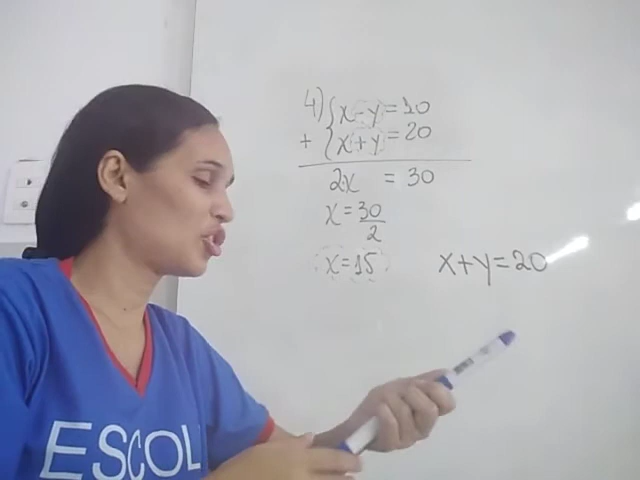 4) { x - y = 10
+ { x + y = 20
2x = 30
x = 30/2
x = 15
x + y = 20
ESCOL